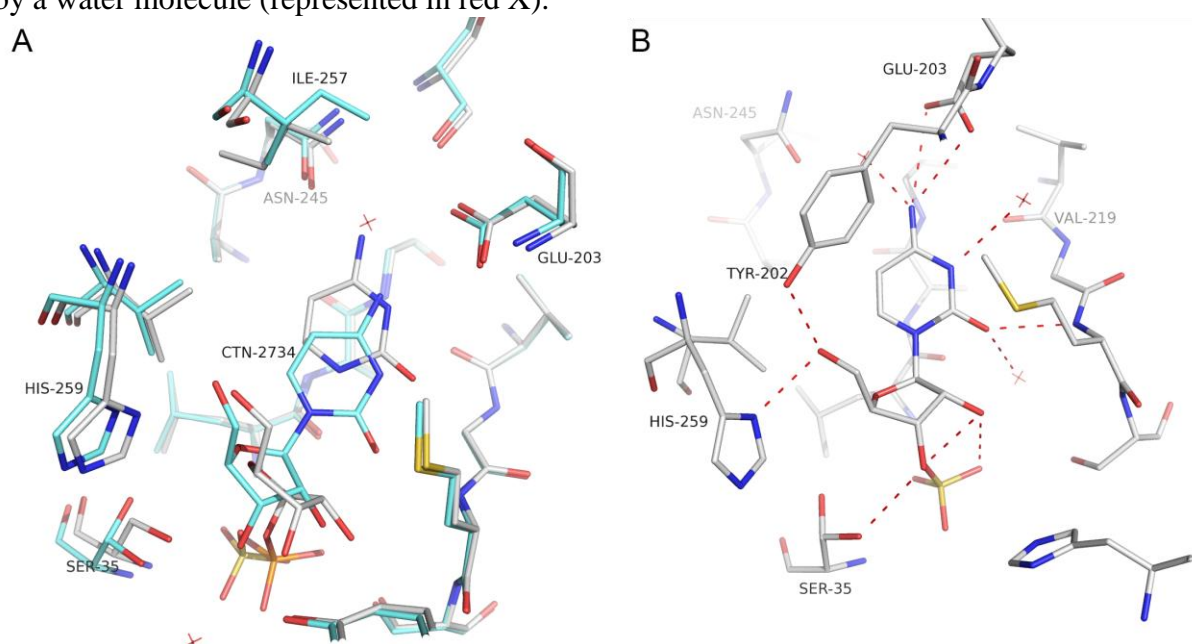 by a water molecule (represented in red X).
A
B
ILE-257
GLU-203
ASN-245
ASN-245
GLU-203
VAL-219
TYR-202
CTN-2734
HIS-259
HIS-259
SER-35
SER-35